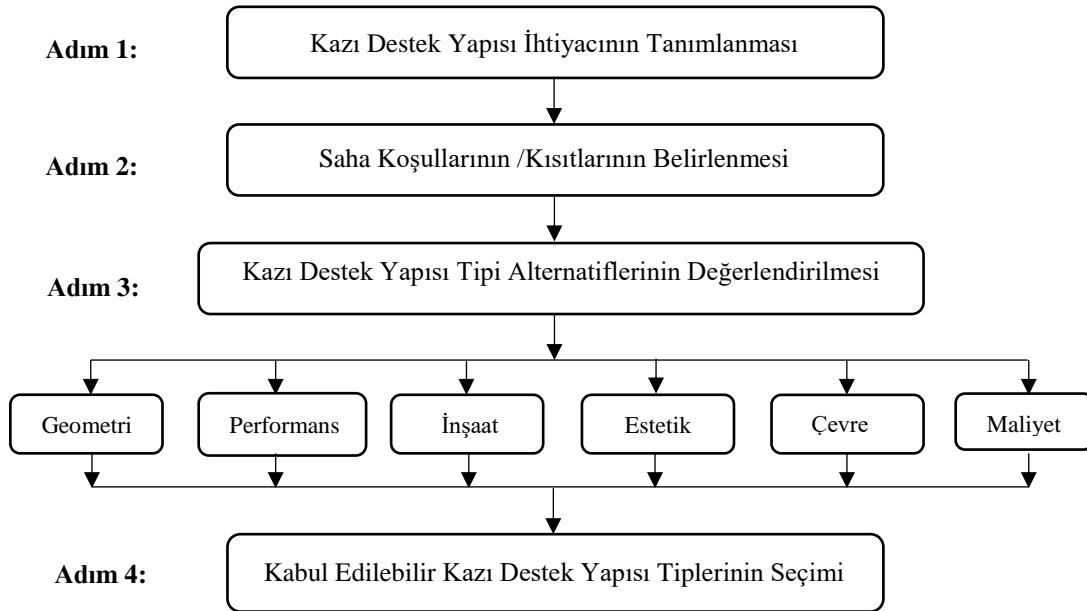 Adım 1:
Kazı Destek Yapısı İhtiyacının Tanımlanması
Adım 2:
Saha Koşullarının /Kısıtlarının Belirlenmesi
Adım 3:
Kazı Destek Yapısı Tipi Alternatiflerinin Değerlendirilmesi
Geometri
Performans
İnşaat
Estetik
Çevre
Maliyet
Adım 4:
Kabul Edilebilir Kazı Destek Yapısı Tiplerinin Seçimi